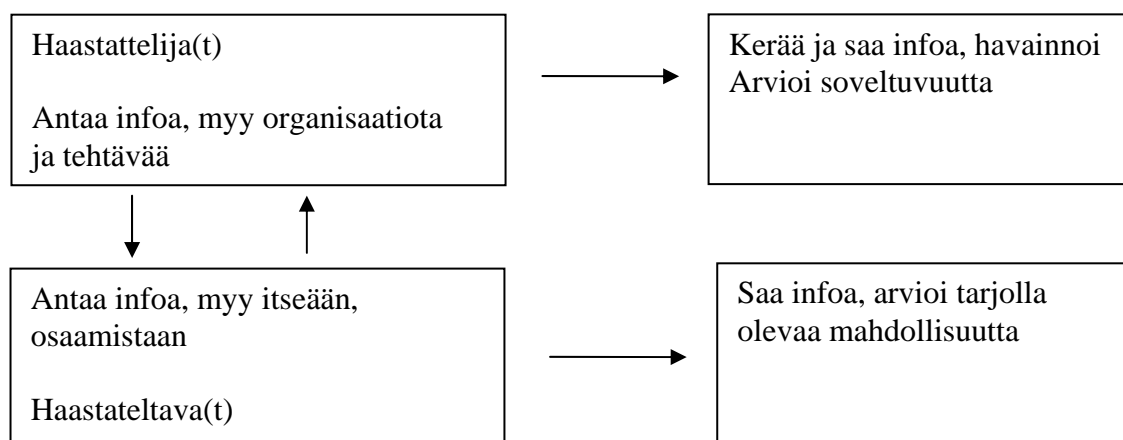 Haastattelija(t)
Antaa infoa, myy organisaatiota
ja tehtävää
Kerää ja saa infoa, havainnoi
Arvioi soveltuvuutta
Antaa infoa, myy itseään,
osaamistaan
Haastateltava(t)
Saa infoa, arvioi tarjolla
olevaa mahdollisuutta